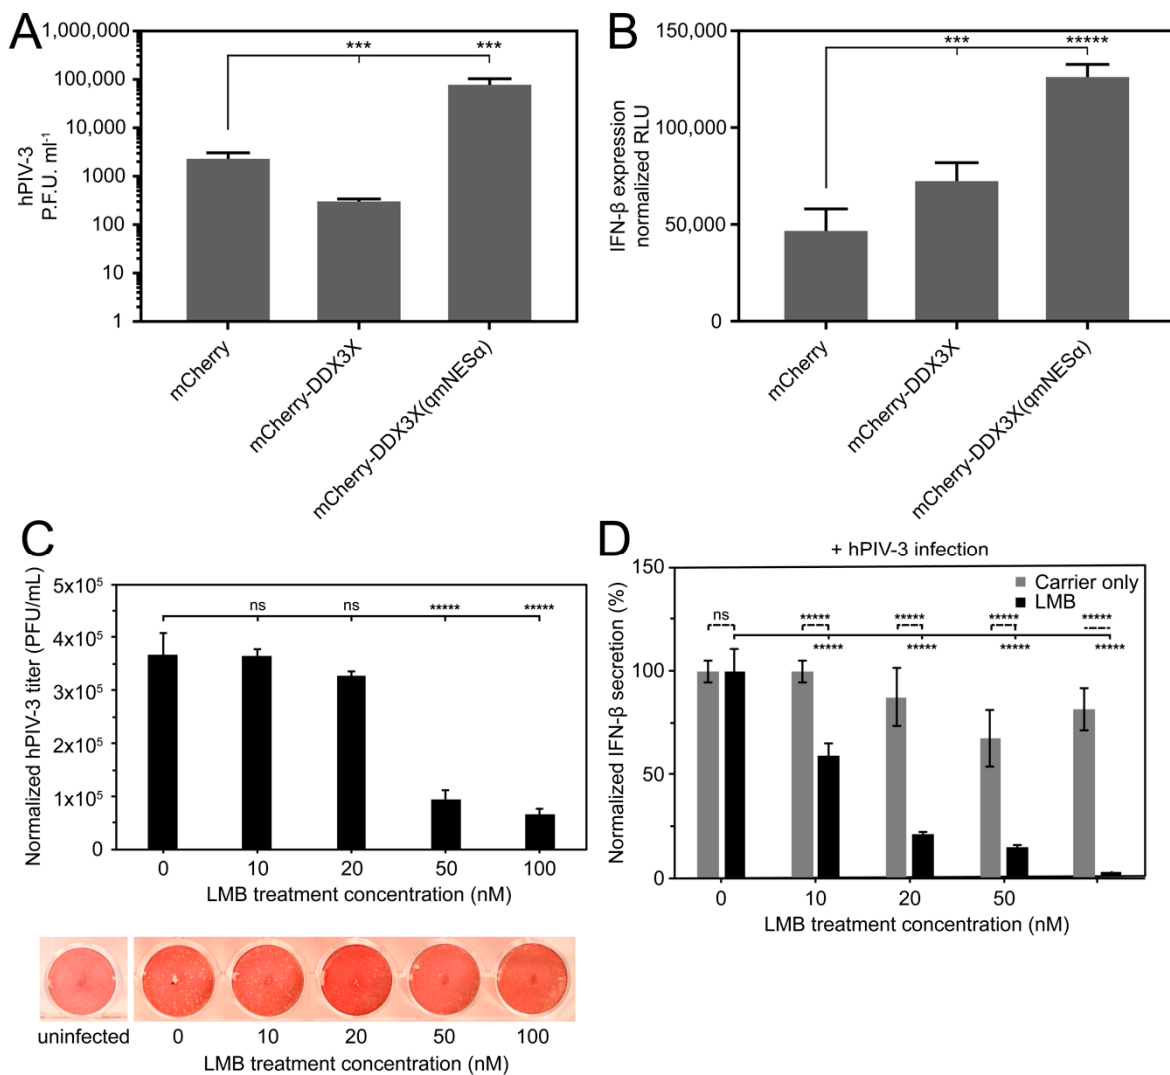 A
1,000,000
100,000
10,000
1000
100
10
1
hPIV-3
P.F.U. ml⁻¹
*** ***
mCherry
mCherry-DDX3X
mCherry-DDX3X(qmNESα)
B
150,000
100,000
50,000
0
IFN-β expression
normalized RLU
*** *****
mCherry
mCherry-DDX3X
mCherry-DDX3X(qmNESα)
C
5x10⁵
4x10⁵
3x10⁵
2x10⁵
1x10⁵
0
Normalized hPIV-3 titer (PFU/mL)
ns ns ***** *****
0 10 20 50 100
LMB treatment concentration (nM)
uninfected 0 10 20 50 100
LMB treatment concentration (nM)
D
+ hPIV-3 infection
150
100
50
0
Normalized IFN-β secretion (%)
Carrier only
LMB
ns ***** ***** ***** *****
***** ***** ***** *****
0 10 20 50
LMB treatment concentration (nM)